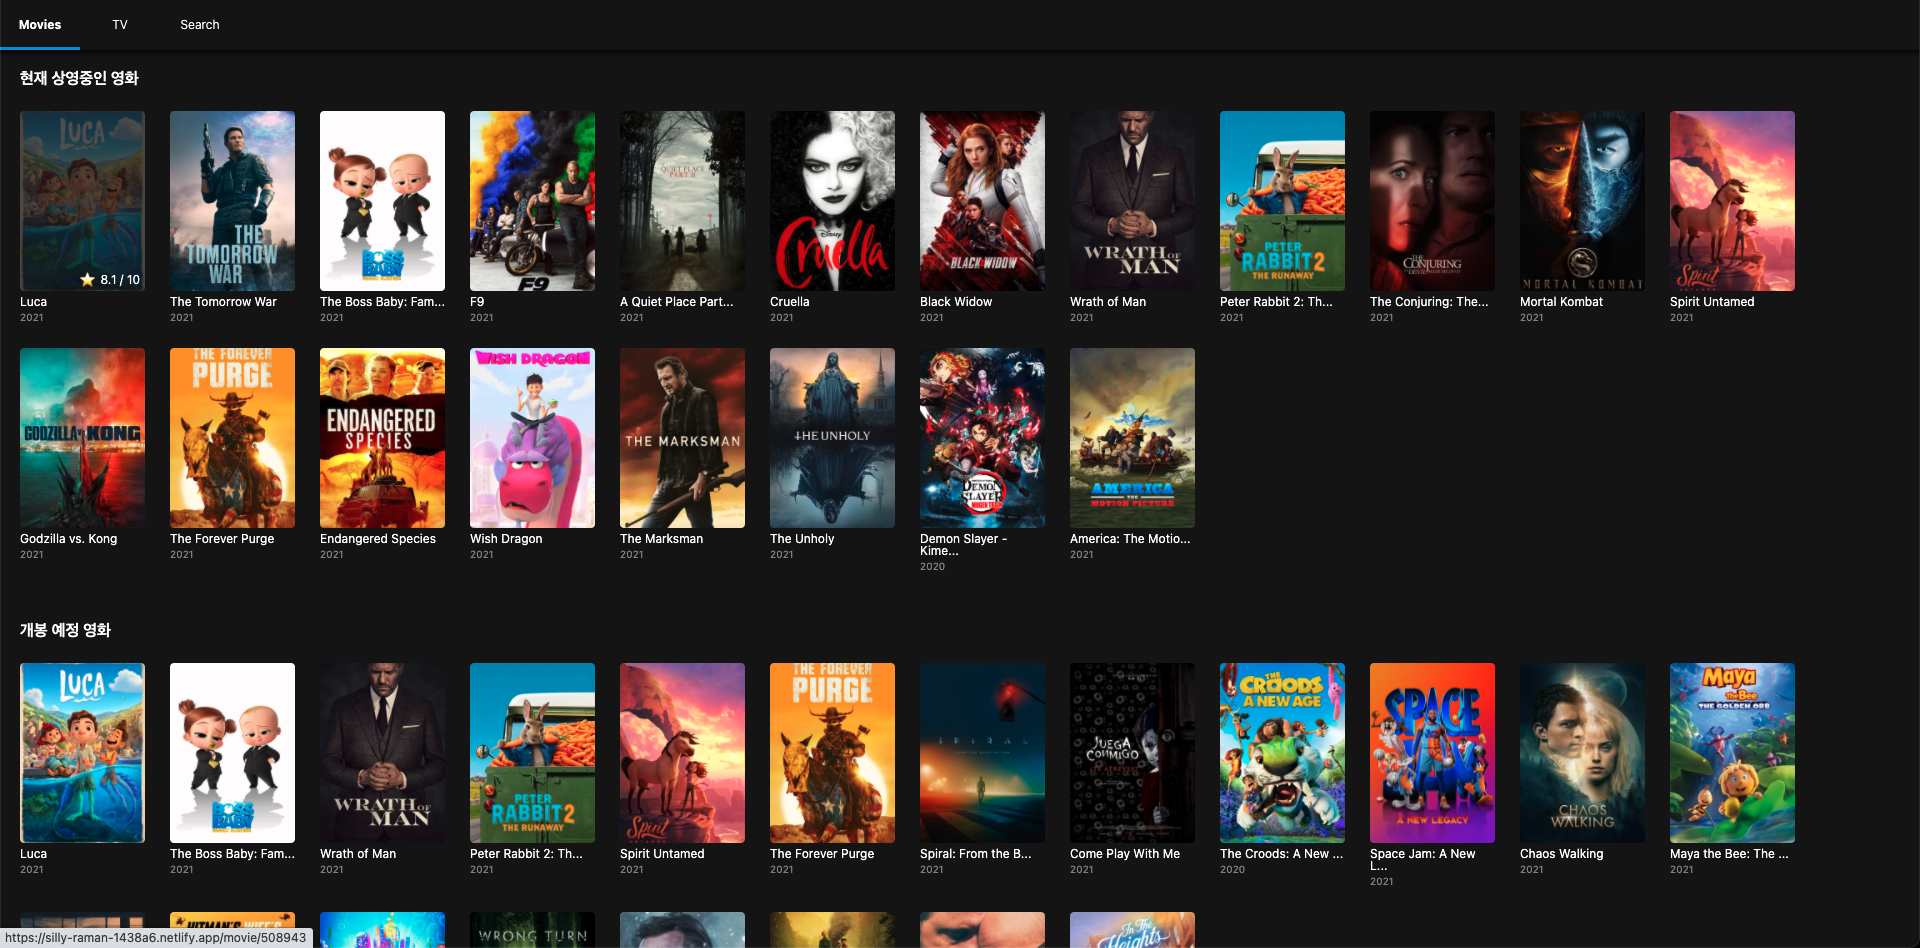 Movies TV Search
현재 상영중인 영화
LUCA
8.1 / 10
THE TOMORROW WAR
BOSS BABY
F9
A QUIET PLACE PART II
Disney Cruella
BLACK WIDOW
WRATH OF MAN
PETER RABBIT 2 THE RUNAWAY
THE CONJURING
MORTAL KOMBAT
Spirit
Luca
2021
The Tomorrow War
2021
The Boss Baby: Fam...
2021
F9
2021
A Quiet Place Part...
2021
Cruella
2021
Black Widow
2021
Wrath of Man
2021
Peter Rabbit 2: Th...
2021
The Conjuring: The...
2021
Mortal Kombat
2021
Spirit Untamed
2021
GODZILLA VS. KONG
THE FOREVER PURGE
ENDANGERED SPECIES
WISH DRAGON
THE MARKSMAN
THE UNHOLY
DEMON SLAYER
AMERICA THE MOTION PICTURE
Godzilla vs. Kong
2021
The Forever Purge
2021
Endangered Species
2021
Wish Dragon
2021
The Marksman
2021
The Unholy
2021
Demon Slayer -
Kime...
2020
America: The Motio...
2021
개봉 예정 영화
LUCA
BOSS BABY
WRATH OF MAN
PETER RABBIT 2 THE RUNAWAY
Spirit
THE FOREVER PURGE
SPIRAL
JUEGA CONMIGO
THE CROODS A NEW AGE
SPACE JAM A NEW LEGACY
CHAOS WALKING
Maya The Bee THE GOLDEN ORB
Luca
2021
The Boss Baby: Fam...
2021
Wrath of Man
2021
Peter Rabbit 2: Th...
2021
Spirit Untamed
2021
The Forever Purge
2021
Spiral: From the B...
2021
Come Play With Me
2021
The Croods: A New ...
2020
Space Jam: A New
L...
2021
Chaos Walking
2021
Maya the Bee: The ...
2021
HITMAN'S WIFE'S
WRONG TURN
In The Heights
https://silly-raman-1438a6.netlify.app/movie/508943